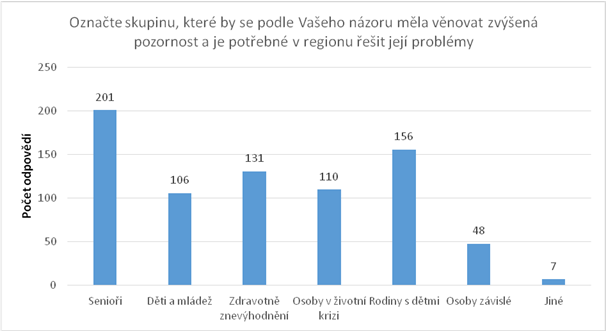 Označte skupinu, které by se podle Vašeho názoru měla věnovat zvýšená
pozornost a je potřebné v regionu řešit její problémy
Počet odpovědí
250
200
150
100
50
0
201
106
131
110
156
48
7
Senioři
Děti a mládež
Zdravotně
znevýhodnění
Osoby v životní
krizi
Rodiny s dětmi
Osoby závislé
Jiné